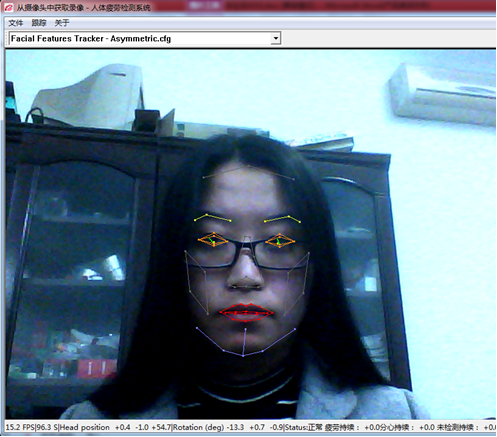 从摄像头中获取录像 - 人体疲劳检测系统
文件 跟踪 关于
Facial Features Tracker - Asymmetric.cfg
15.2 FPS|96.3 S|Head position +0.4 -1.0 +54.7|Rotation (deg) -13.3 +0.7 -0.9|Status:正常 疲劳持续： +0.0分心持续： +0.0 未检测持续： +0.